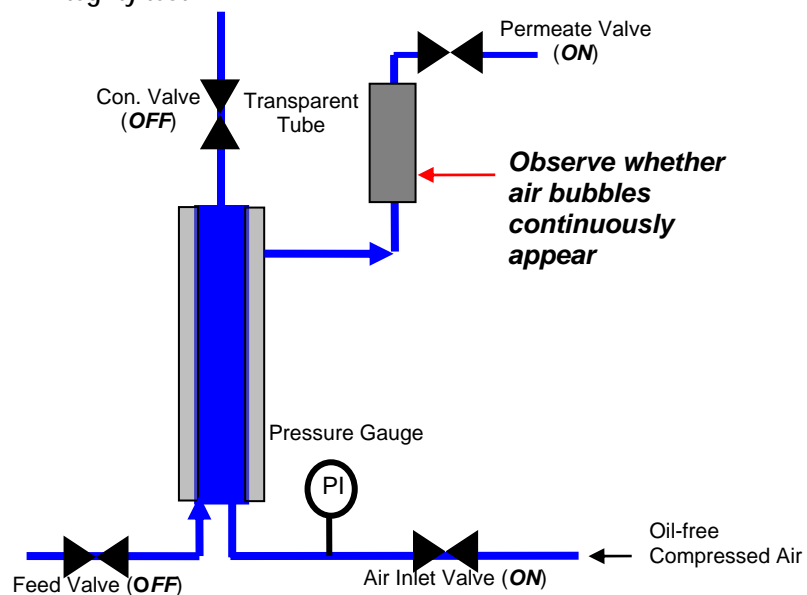 Permeate Valve
(ON)
Con. Valve
(OFF)
Transparent
Tube
Observe whether
air bubbles
continuously
appear
Pressure Gauge
PI
Oil-free
Compressed Air
Feed Valve (OFF)
Air Inlet Valve (ON)